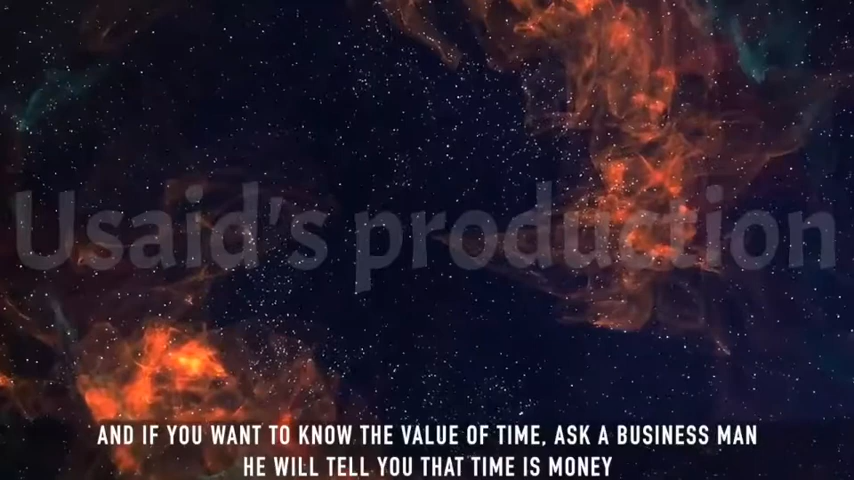 Usaid's production
AND IF YOU WANT TO KNOW THE VALUE OF TIME, ASK A BUSINESS MAN
HE WILL TELL YOU THAT TIME IS MONEY